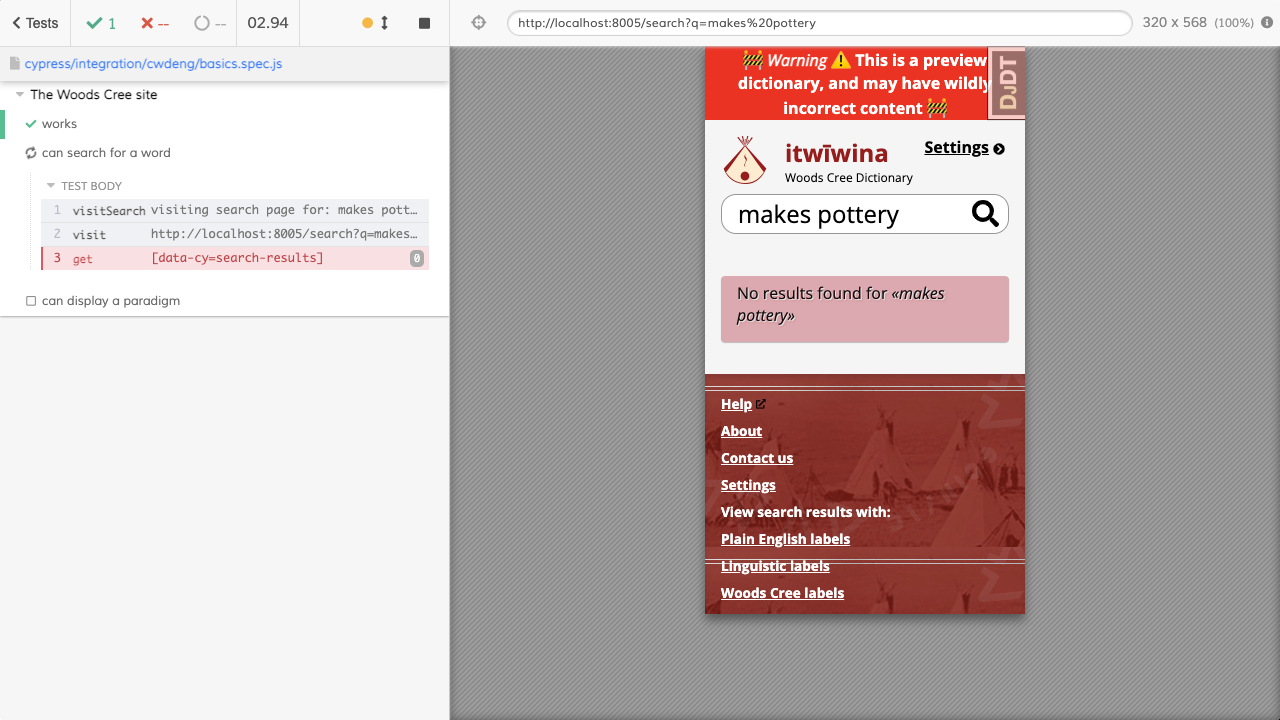 Tests
1
--
--
02.94
http://localhost:8005/search?q=makes%20pottery
320 x 568 (100%)
cypress/integration/cwdeng/basics.spec.js
The Woods Cree site
works
can search for a word
TEST BODY
1 visitSearch visiting search page for: makes pott…
2 visit http://localhost:8005/search?q=makes…
3 get [data-cy=search-results] 0
can display a paradigm
🚧 Warning ⚠️ This is a preview
dictionary, and may have wildly
incorrect content 🚧
DJDT
itwīwina
Settings
Woods Cree Dictionary
makes pottery
No results found for «makes
pottery»
Help
About
Contact us
Settings
View search results with:
Plain English labels
Linguistic labels
Woods Cree labels